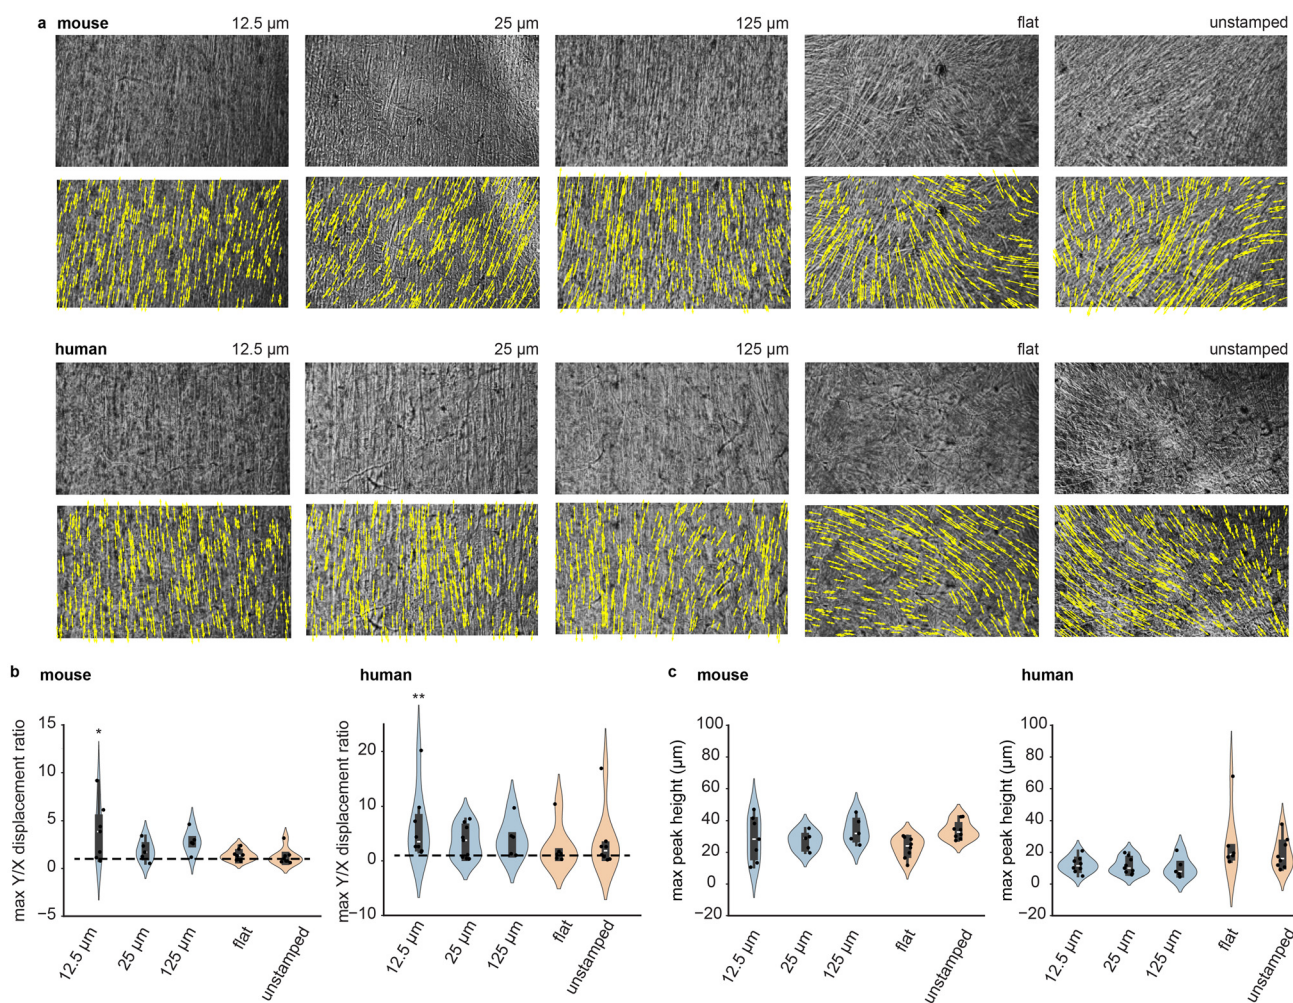 a mouse 12.5 µm 25 µm 125 µm flat unstamped
human 12.5 µm 25 µm 125 µm flat unstamped
b mouse
max Y/X displacement ratio
15
10
5
0
−5
*
12.5 µm 25 µm 125 µm flat unstamped
human
max Y/X displacement ratio
20
10
0
−10
**
12.5 µm 25 µm 125 µm flat unstamped
c mouse
max peak height (µm)
100
80
60
40
20
0
−20
12.5 µm 25 µm 125 µm flat unstamped
human
max peak height (µm)
100
80
60
40
20
0
−20
12.5 µm 25 µm 125 µm flat unstamped